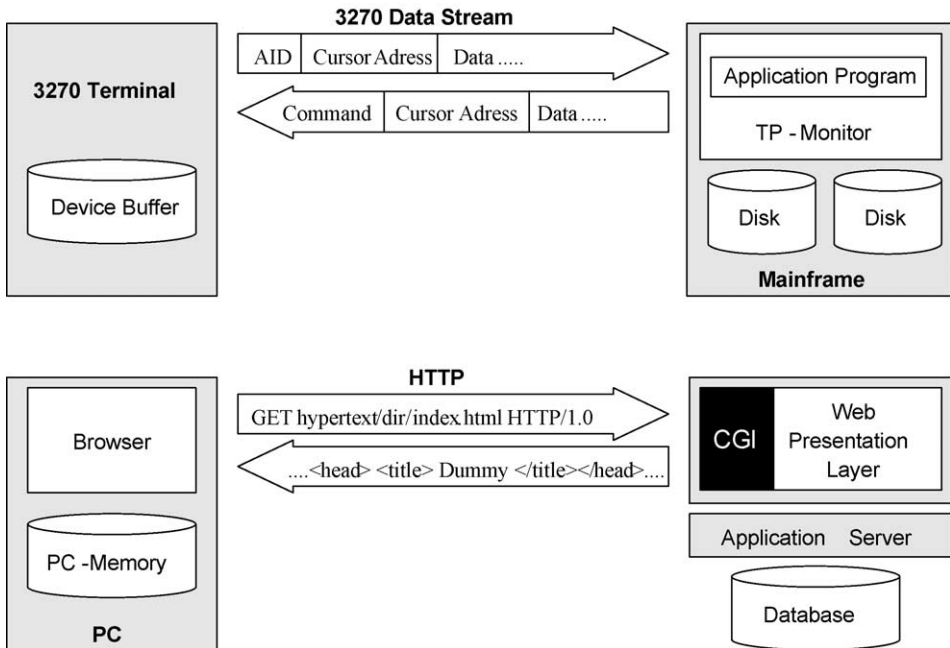 3270 Data Stream
3270 Terminal
Device Buffer
AID Cursor Adress Data .....
Command Cursor Adress Data .....
Application Program
TP - Monitor
Disk
Disk
Mainframe
HTTP
Browser
PC -Memory
PC
GET hypertext/dir/index.html HTTP/1.0
....<head> <title> Dummy </title></head>....
CGI
Web
Presentation
Layer
Application Server
Database